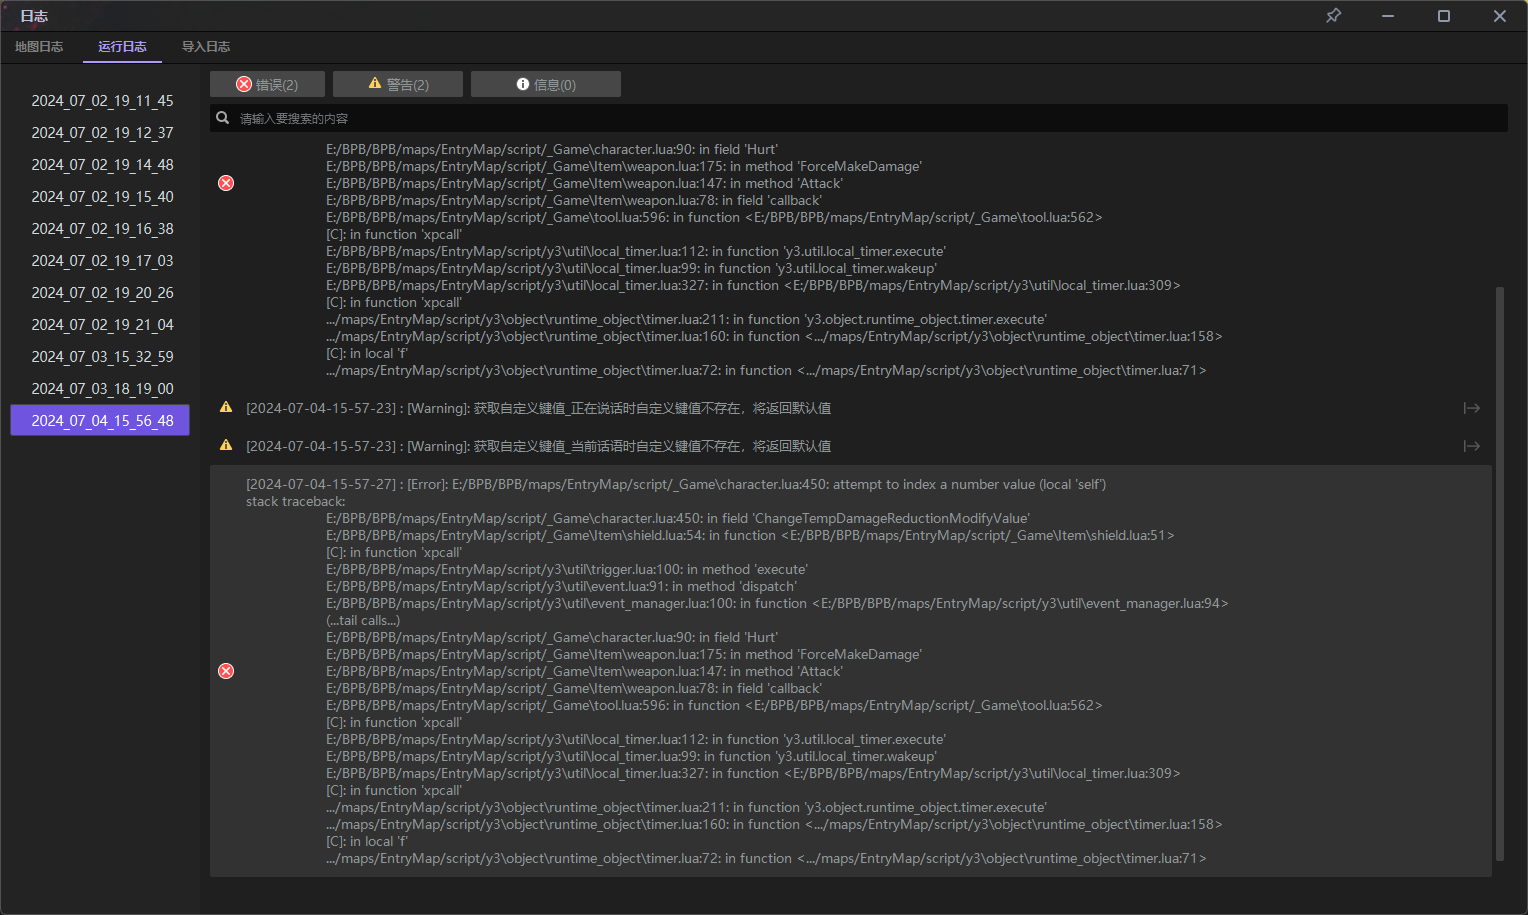 日志
地图日志 运行日志 导入日志
错误(2) 警告(2) 信息(0)
请输入要搜索的内容
2024_07_02_19_11_45
2024_07_02_19_12_37
2024_07_02_19_14_48
2024_07_02_19_15_40
2024_07_02_19_16_38
2024_07_02_19_17_03
2024_07_02_19_20_26
2024_07_02_19_21_04
2024_07_03_15_32_59
2024_07_03_18_19_00
2024_07_04_15_56_48
E:/BPB/BPB/maps/EntryMap/script/_Game\character.lua:90: in field 'Hurt'
E:/BPB/BPB/maps/EntryMap/script/_Game\Item\weapon.lua:175: in method 'ForceMakeDamage'
E:/BPB/BPB/maps/EntryMap/script/_Game\Item\weapon.lua:147: in method 'Attack'
E:/BPB/BPB/maps/EntryMap/script/_Game\Item\weapon.lua:78: in field 'callback'
E:/BPB/BPB/maps/EntryMap/script/_Game\tool.lua:596: in function <E:/BPB/BPB/maps/EntryMap/script/_Game\tool.lua:562>
[C]: in function 'xpcall'
E:/BPB/BPB/maps/EntryMap/script/y3\util\local_timer.lua:112: in function 'y3.util.local_timer.execute'
E:/BPB/BPB/maps/EntryMap/script/y3\util\local_timer.lua:99: in function 'y3.util.local_timer.wakeup'
E:/BPB/BPB/maps/EntryMap/script/y3\util\local_timer.lua:327: in function <E:/BPB/BPB/maps/EntryMap/script/y3\util\local_timer.lua:309>
[C]: in function 'xpcall'
.../maps/EntryMap/script/y3\object\runtime_object\timer.lua:211: in function 'y3.object.runtime_object.timer.execute'
.../maps/EntryMap/script/y3\object\runtime_object\timer.lua:160: in function <.../maps/EntryMap/script/y3\object\runtime_object\timer.lua:158>
[C]: in local 'f'
.../maps/EntryMap/script/y3\object\runtime_object\timer.lua:72: in function <.../maps/EntryMap/script/y3\object\runtime_object\timer.lua:71>
[2024-07-04-15-57-23] : [Warning]: 获取自定义键值_正在说话时自定义键值不存在，将返回默认值
[2024-07-04-15-57-23] : [Warning]: 获取自定义键值_当前话语时自定义键值不存在，将返回默认值
[2024-07-04-15-57-27] : [Error]: E:/BPB/BPB/maps/EntryMap/script/_Game\character.lua:450: attempt to index a number value (local 'self')
stack traceback:
E:/BPB/BPB/maps/EntryMap/script/_Game\character.lua:450: in field 'ChangeTempDamageReductionModifyValue'
E:/BPB/BPB/maps/EntryMap/script/_Game\Item\shield.lua:54: in function <E:/BPB/BPB/maps/EntryMap/script/_Game\Item\shield.lua:51>
[C]: in function 'xpcall'
E:/BPB/BPB/maps/EntryMap/script/y3\util\trigger.lua:100: in method 'execute'
E:/BPB/BPB/maps/EntryMap/script/y3\util\event.lua:91: in method 'dispatch'
E:/BPB/BPB/maps/EntryMap/script/y3\util\event_manager.lua:100: in function <E:/BPB/BPB/maps/EntryMap/script/y3\util\event_manager.lua:94>
(...tail calls...)
E:/BPB/BPB/maps/EntryMap/script/_Game\character.lua:90: in field 'Hurt'
E:/BPB/BPB/maps/EntryMap/script/_Game\Item\weapon.lua:175: in method 'ForceMakeDamage'
E:/BPB/BPB/maps/EntryMap/script/_Game\Item\weapon.lua:147: in method 'Attack'
E:/BPB/BPB/maps/EntryMap/script/_Game\Item\weapon.lua:78: in field 'callback'
E:/BPB/BPB/maps/EntryMap/script/_Game\tool.lua:596: in function <E:/BPB/BPB/maps/EntryMap/script/_Game\tool.lua:562>
[C]: in function 'xpcall'
E:/BPB/BPB/maps/EntryMap/script/y3\util\local_timer.lua:112: in function 'y3.util.local_timer.execute'
E:/BPB/BPB/maps/EntryMap/script/y3\util\local_timer.lua:99: in function 'y3.util.local_timer.wakeup'
E:/BPB/BPB/maps/EntryMap/script/y3\util\local_timer.lua:327: in function <E:/BPB/BPB/maps/EntryMap/script/y3\util\local_timer.lua:309>
[C]: in function 'xpcall'
.../maps/EntryMap/script/y3\object\runtime_object\timer.lua:211: in function 'y3.object.runtime_object.timer.execute'
.../maps/EntryMap/script/y3\object\runtime_object\timer.lua:160: in function <.../maps/EntryMap/script/y3\object\runtime_object\timer.lua:158>
[C]: in local 'f'
.../maps/EntryMap/script/y3\object\runtime_object\timer.lua:72: in function <.../maps/EntryMap/script/y3\object\runtime_object\timer.lua:71>